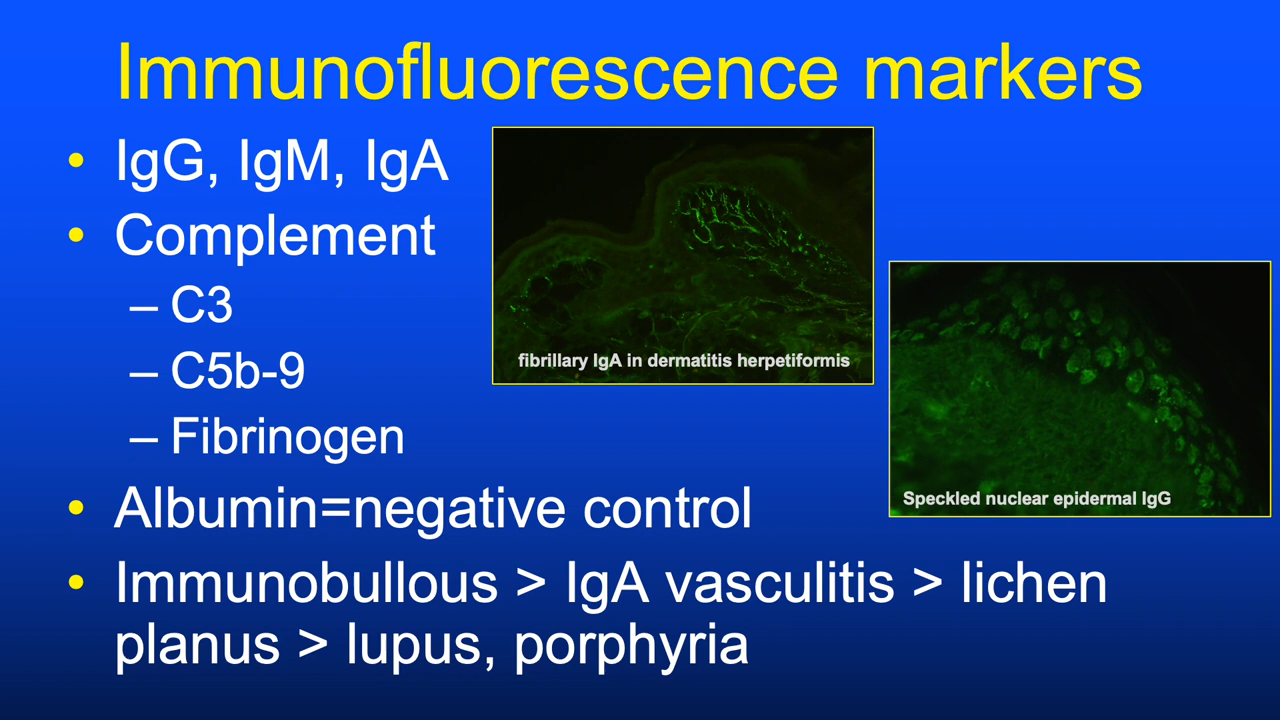 Immunofluorescence markers
• IgG, IgM, IgA
• Complement
– C3
– C5b-9
– Fibrinogen
• Albumin=negative control
• Immunobullous > IgA vasculitis > lichen
planus > lupus, porphyria
fibrillary IgA in dermatitis herpetiformis
Speckled nuclear epidermal IgG